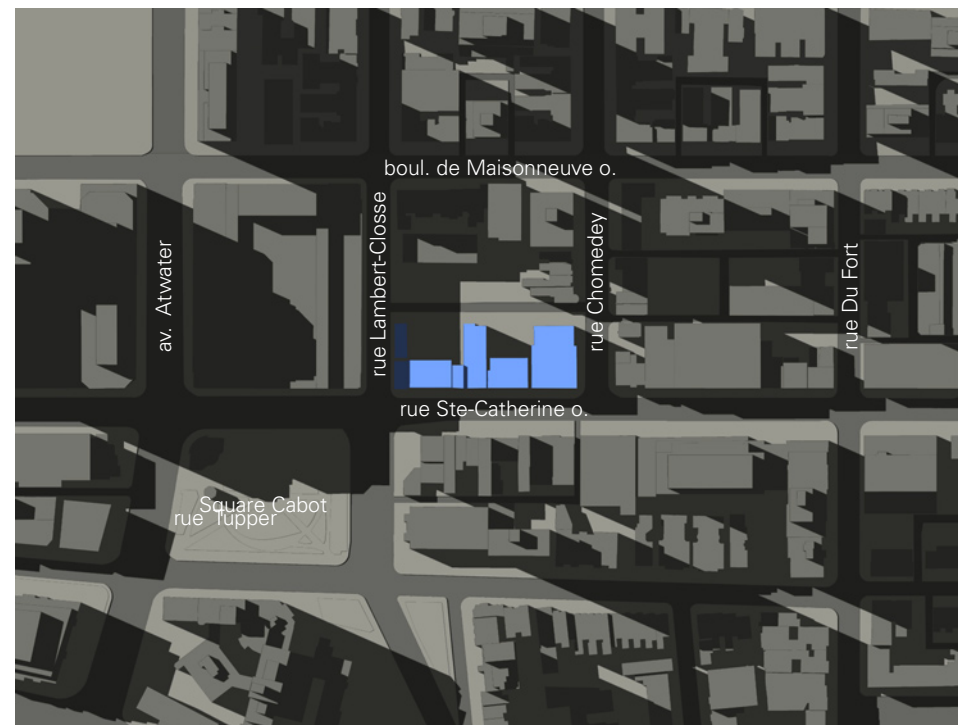 boul. de Maisonneuve o.
av. Atwater
rue Lambert-Closse
rue Chomedey
rue Du Fort
rue Ste-Catherine o.
Square Cabot
rue Tupper